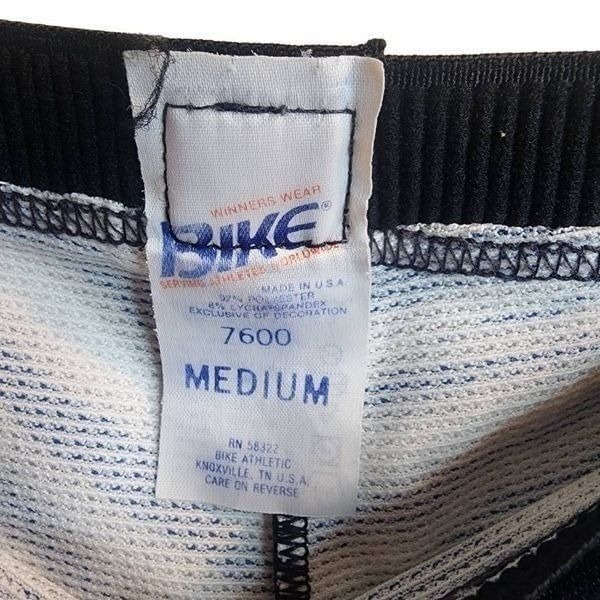 WINNERS WEAR
BIKE®
SERVING ATHLETES WORLDWIDE
MADE IN U.S.A.
92% POLYESTER
8% LYCRA SPANDEX
EXCLUSIVE OF DECORATION
7600
MEDIUM
RN 58322
BIKE ATHLETIC
KNOXVILLE, TN U.S.A.
CARE ON REVERSE